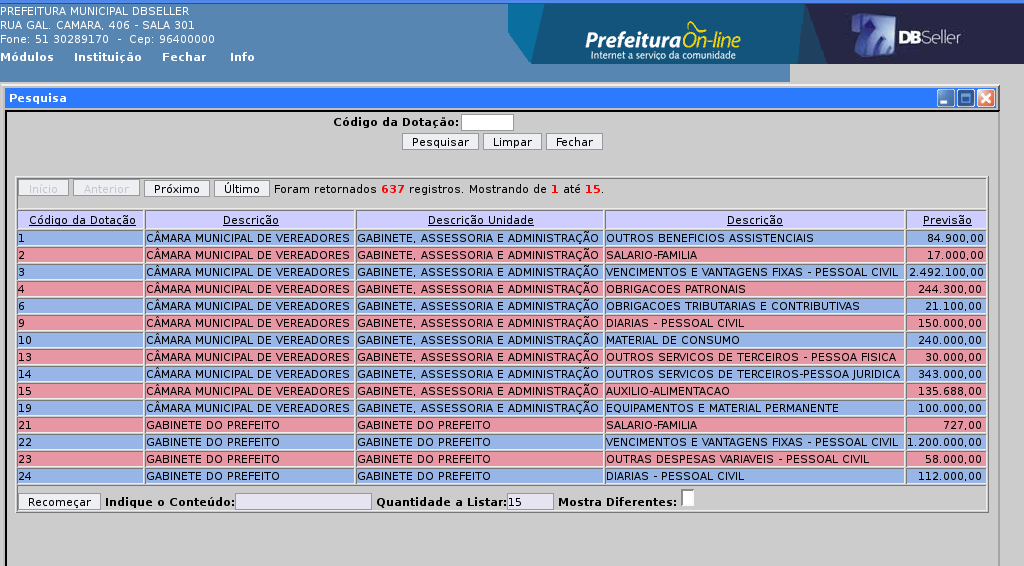 PREFEITURA MUNICIPAL DBSELLER
RUA GAL. CAMARA, 406 - SALA 301
Fone: 51 30289170 - Cep: 96400000
Módulos Instituição Fechar Info
PrefeituraOn-line
Internet a serviço da comunidade
DBSeller
Pesquisa
Código da Dotação:
Pesquisar Limpar Fechar
Início Anterior Próximo Último Foram retornados 637 registros. Mostrando de 1 até 15.
Código da Dotação Descrição Descrição Unidade Descrição Previsão
1 CÂMARA MUNICIPAL DE VEREADORES GABINETE, ASSESSORIA E ADMINISTRAÇÃO OUTROS BENEFICIOS ASSISTENCIAIS 84.900,00
2 CÂMARA MUNICIPAL DE VEREADORES GABINETE, ASSESSORIA E ADMINISTRAÇÃO SALARIO-FAMILIA 17.000,00
3 CÂMARA MUNICIPAL DE VEREADORES GABINETE, ASSESSORIA E ADMINISTRAÇÃO VENCIMENTOS E VANTAGENS FIXAS - PESSOAL CIVIL 2.492.100,00
4 CÂMARA MUNICIPAL DE VEREADORES GABINETE, ASSESSORIA E ADMINISTRAÇÃO OBRIGACOES PATRONAIS 244.300,00
6 CÂMARA MUNICIPAL DE VEREADORES GABINETE, ASSESSORIA E ADMINISTRAÇÃO OBRIGACOES TRIBUTARIAS E CONTRIBUTIVAS 21.100,00
9 CÂMARA MUNICIPAL DE VEREADORES GABINETE, ASSESSORIA E ADMINISTRAÇÃO DIARIAS - PESSOAL CIVIL 150.000,00
10 CÂMARA MUNICIPAL DE VEREADORES GABINETE, ASSESSORIA E ADMINISTRAÇÃO MATERIAL DE CONSUMO 240.000,00
13 CÂMARA MUNICIPAL DE VEREADORES GABINETE, ASSESSORIA E ADMINISTRAÇÃO OUTROS SERVICOS DE TERCEIROS - PESSOA FISICA 30.000,00
14 CÂMARA MUNICIPAL DE VEREADORES GABINETE, ASSESSORIA E ADMINISTRAÇÃO OUTROS SERVICOS DE TERCEIROS-PESSOA JURIDICA 343.000,00
15 CÂMARA MUNICIPAL DE VEREADORES GABINETE, ASSESSORIA E ADMINISTRAÇÃO AUXILIO-ALIMENTACAO 135.688,00
19 CÂMARA MUNICIPAL DE VEREADORES GABINETE, ASSESSORIA E ADMINISTRAÇÃO EQUIPAMENTOS E MATERIAL PERMANENTE 100.000,00
21 GABINETE DO PREFEITO GABINETE DO PREFEITO SALARIO-FAMILIA 727,00
22 GABINETE DO PREFEITO GABINETE DO PREFEITO VENCIMENTOS E VANTAGENS FIXAS - PESSOAL CIVIL 1.200.000,00
23 GABINETE DO PREFEITO GABINETE DO PREFEITO OUTRAS DESPESAS VARIAVEIS - PESSOAL CIVIL 58.000,00
24 GABINETE DO PREFEITO GABINETE DO PREFEITO DIARIAS - PESSOAL CIVIL 112.000,00
Recomeçar Indique o Conteúdo: Quantidade a Listar: 15 Mostra Diferentes: